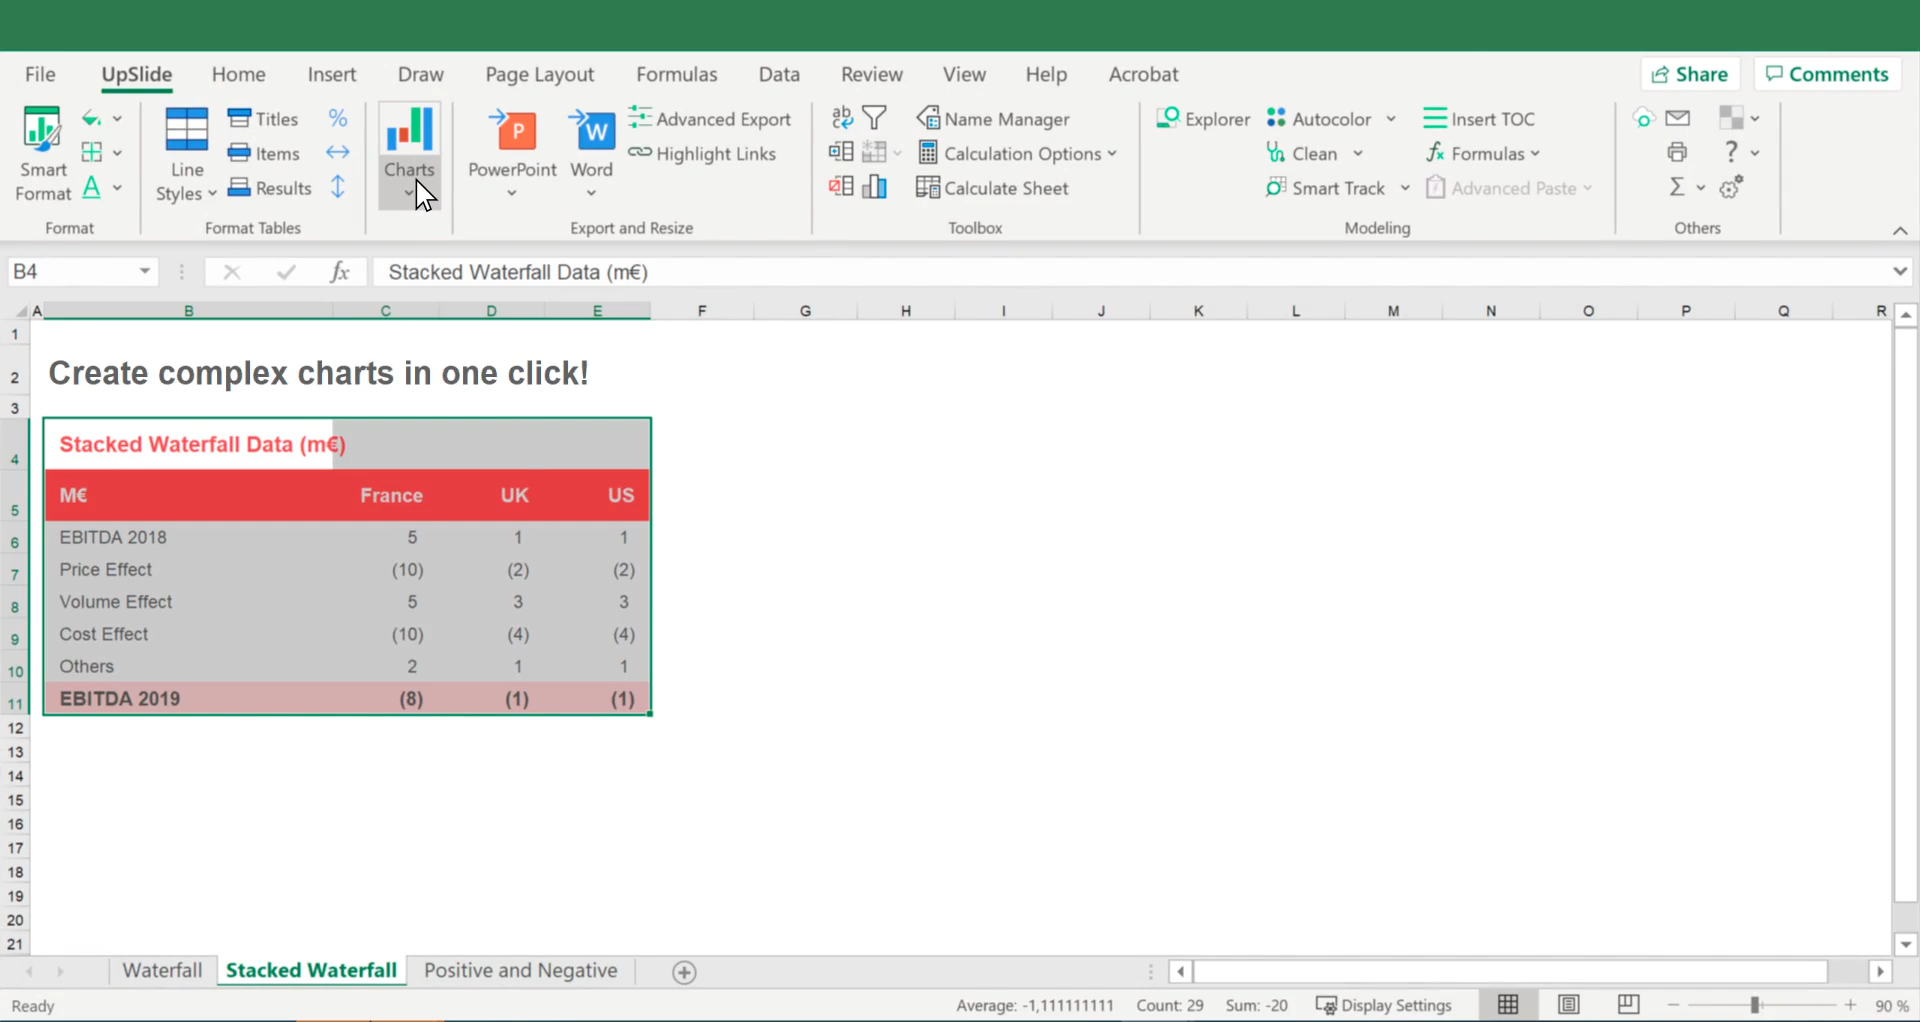 File UpSlide Home Insert Draw Page Layout Formulas Data Review View Help Acrobat Share Comments
Smart Format
Line Styles
Titles
Items
Results
%
Charts
PowerPoint
Word
Advanced Export
Highlight Links
Name Manager
Calculation Options
Calculate Sheet
Explorer
Autocolor
Clean
Smart Track
Insert TOC
Formulas
Advanced Paste
Format Format Tables Export and Resize Toolbox Modeling Others
B4 fx Stacked Waterfall Data (m€)
A B C D E F G H I J K L M N O P Q R
1
2 Create complex charts in one click!
3
4 Stacked Waterfall Data (m€)
5 M€ France UK US
6 EBITDA 2018 5 1 1
7 Price Effect (10) (2) (2)
8 Volume Effect 5 3 3
9 Cost Effect (10) (4) (4)
10 Others 2 1 1
11 EBITDA 2019 (8) (1) (1)
12
13
14
15
16
17
18
19
20
21
Waterfall Stacked Waterfall Positive and Negative
Ready Average: -1,111111111 Count: 29 Sum: -20 Display Settings 90 %